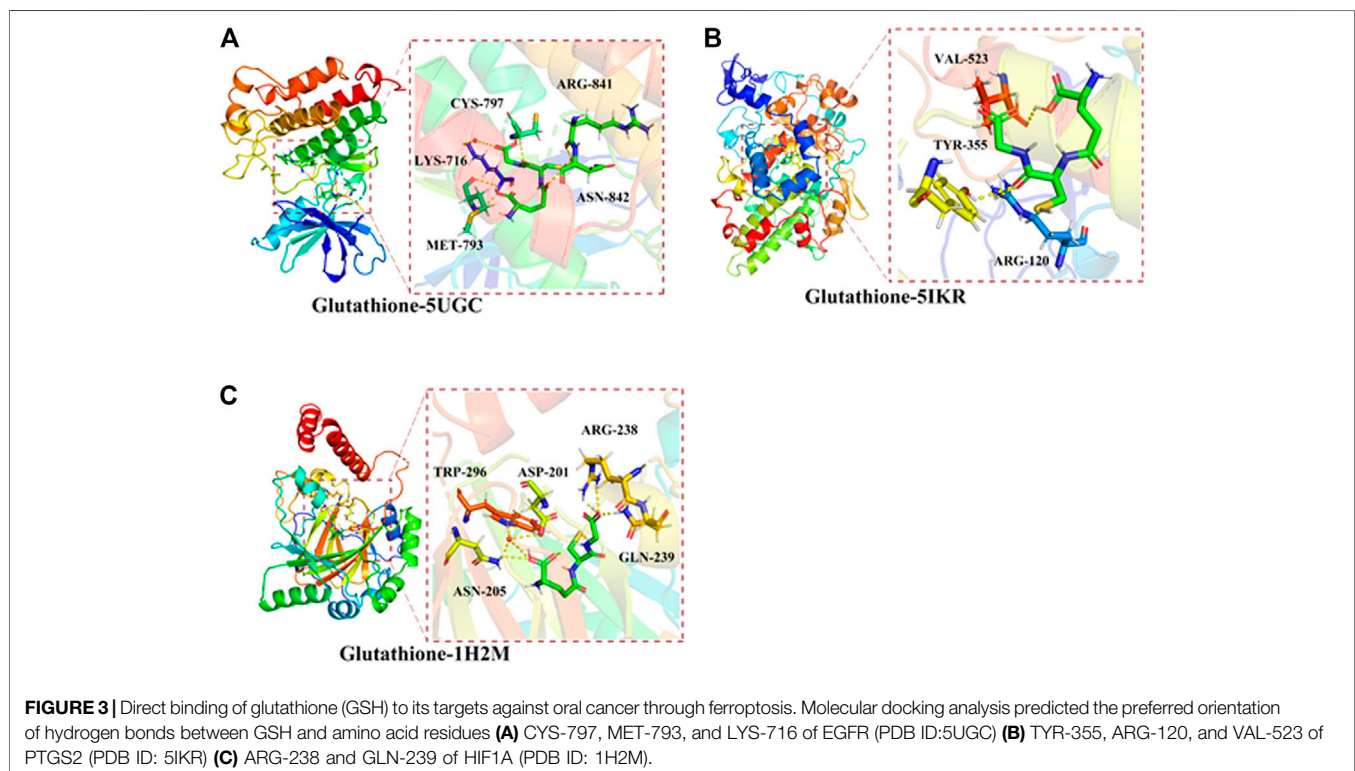 A
CYS-797
ARG-841
LYS-716
ASN-842
MET-793
Glutathione-5UGC
B
VAL-523
TYR-355
ARG-120
Glutathione-5IKR
C
ARG-238
TRP-296
ASP-201
GLN-239
ASN-205
Glutathione-1H2M
FIGURE 3 | Direct binding of glutathione (GSH) to its targets against oral cancer through ferroptosis. Molecular docking analysis predicted the preferred orientation
of hydrogen bonds between GSH and amino acid residues (A) CYS-797, MET-793, and LYS-716 of EGFR (PDB ID:5UGC) (B) TYR-355, ARG-120, and VAL-523 of
PTGS2 (PDB ID: 5IKR) (C) ARG-238 and GLN-239 of HIF1A (PDB ID: 1H2M).